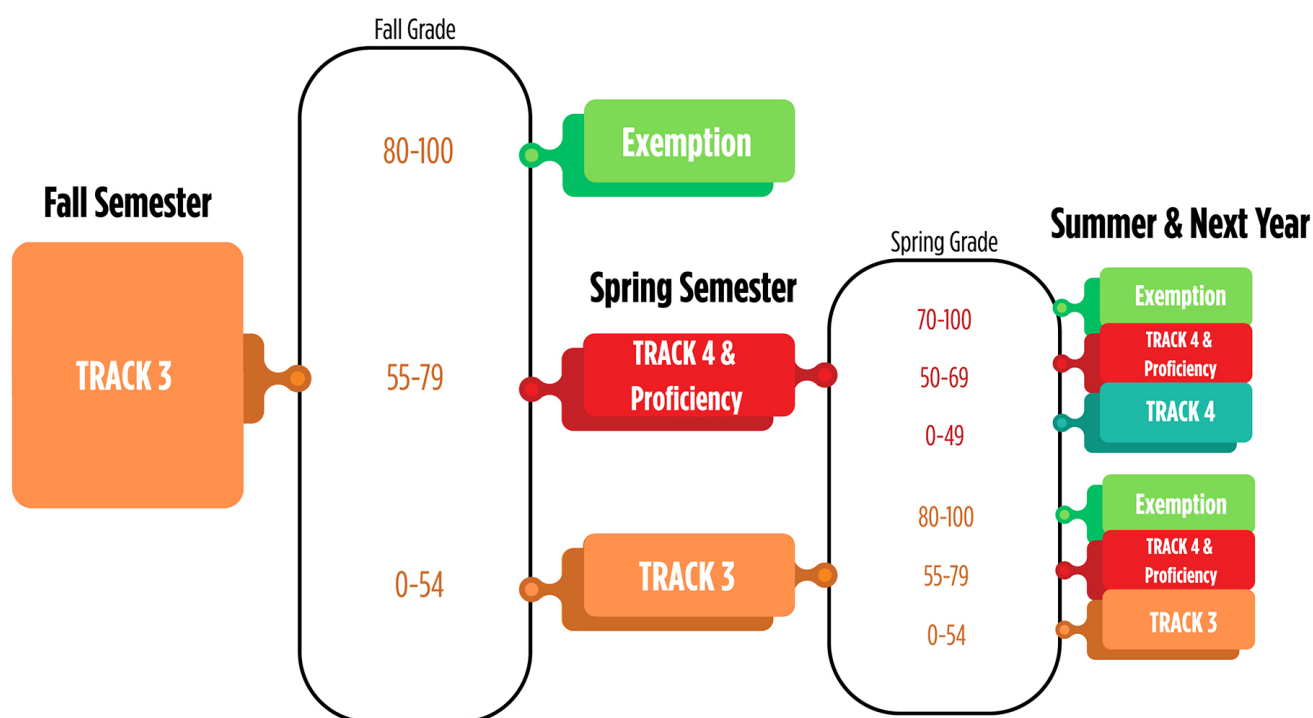 Fall Grade
80-100
Exemption
Fall Semester
TRACK 3
55-79
0-54
Spring Semester
TRACK 4 &
Proficiency
TRACK 3
Spring Grade
70-100
50-69
0-49
80-100
55-79
0-54
Summer & Next Year
Exemption
TRACK 4 &
Proficiency
TRACK 4
Exemption
TRACK 4 &
Proficiency
TRACK 3